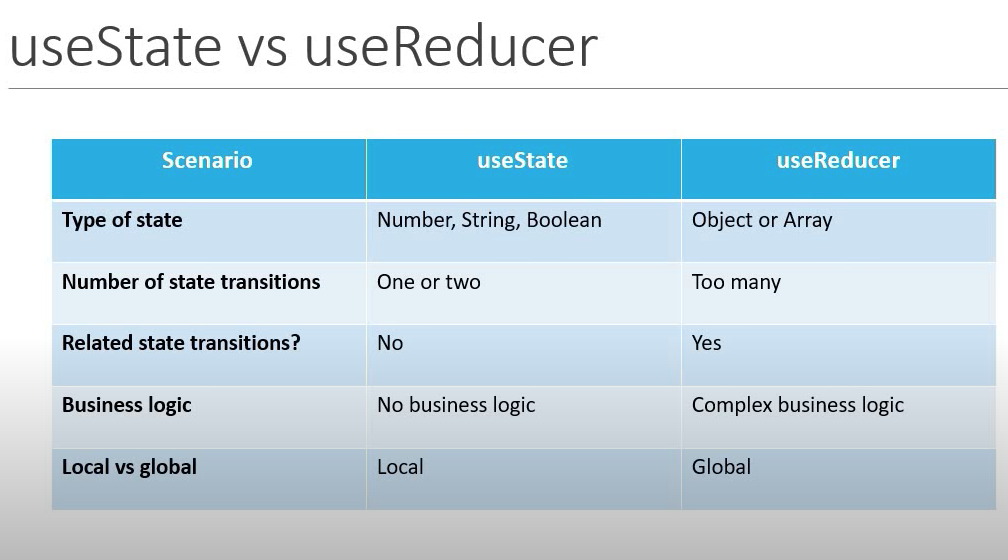 useState vs useReducer
Scenario useState useReducer
Type of state Number, String, Boolean Object or Array
Number of state transitions One or two Too many
Related state transitions? No Yes
Business logic No business logic Complex business logic
Local vs global Local Global